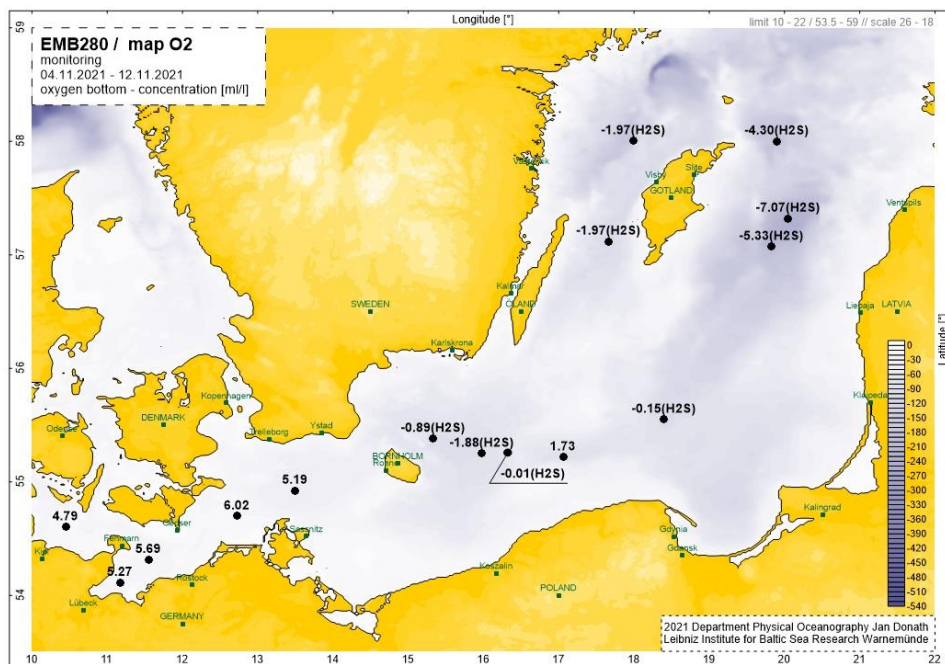 Longitude [°]
limit 10 - 22 / 53.5 - 59 // scale 26 - 18
EMB280 / map O2
monitoring
04.11.2021 - 12.11.2021
oxygen bottom - concentration [ml/l]
59
58
57
56
55
54
-1.97(H2S)
-4.30(H2S)
Västervik
Visby
Slite
GOTLAND
-7.07(H2S)
Ventspils
-1.97(H2S)
-5.33(H2S)
Kalmar
SWEDEN
ÖLAND
Liepaja
LATVIA
Latitude [°]
Karlskrona
0
-30
-60
-90
-120
-150
-180
-210
-240
-270
-300
-330
-360
-390
-420
-450
-480
-510
-540
Kopenhagen
Klaipeda
DENMARK
-0.15(H2S)
Odense
Trelleborg
Ystad
-0.89(H2S)
-1.88(H2S)
1.73
BORNHOLM
Ronne
-0.01(H2S)
5.19
6.02
4.79
Gedser
Sassnitz
Kalingrad
Gdynia
Gdansk
Kiel
Fehmarn
5.69
5.27
Rostock
Koszalin
Lübeck
GERMANY
POLAND
2021 Department Physical Oceanography Jan Donath
Leibniz Institute for Baltic Sea Research Warnemünde
10 11 12 13 14 15 16 17 18 19 20 21 22